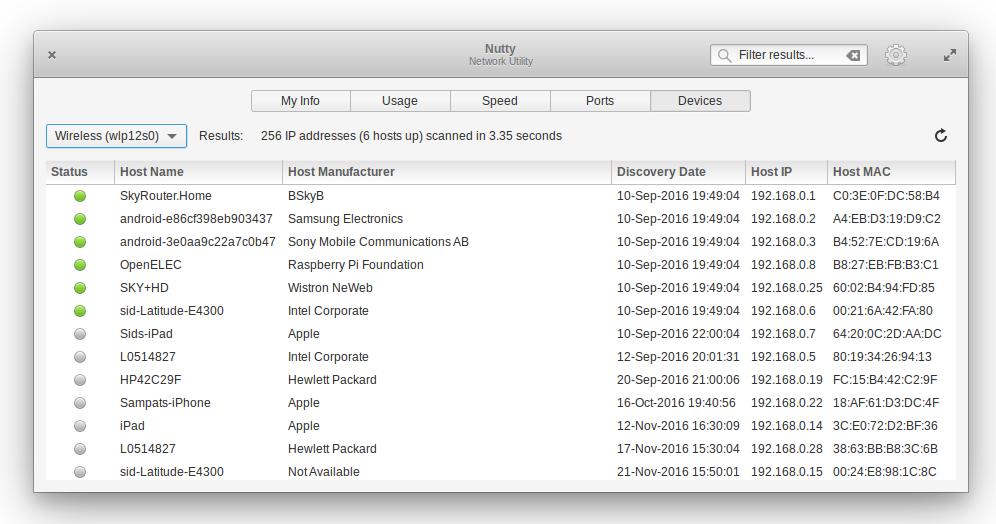 Nutty
Network Utility
Filter results...
My Info Usage Speed Ports Devices
Wireless (wlp12s0) Results: 256 IP addresses (6 hosts up) scanned in 3.35 seconds
Status Host Name Host Manufacturer Discovery Date Host IP Host MAC
SkyRouter.Home BSkyB 10-Sep-2016 19:49:04 192.168.0.1 C0:3E:0F:DC:58:B4
android-e86cf398eb903437 Samsung Electronics 10-Sep-2016 19:49:04 192.168.0.2 A4:EB:D3:19:D9:C2
android-3e0aa9c22a7c0b47 Sony Mobile Communications AB 10-Sep-2016 19:49:04 192.168.0.3 B4:52:7E:CD:19:6A
OpenELEC Raspberry Pi Foundation 10-Sep-2016 19:49:04 192.168.0.8 B8:27:EB:FB:B3:C1
SKY+HD Wistron NeWeb 10-Sep-2016 19:49:04 192.168.0.25 60:02:B4:94:FD:85
sid-Latitude-E4300 Intel Corporate 10-Sep-2016 19:49:04 192.168.0.6 00:21:6A:42:FA:80
Sids-iPad Apple 10-Sep-2016 22:00:04 192.168.0.7 64:20:0C:2D:AA:DC
L0514827 Intel Corporate 12-Sep-2016 20:01:31 192.168.0.5 80:19:34:26:94:13
HP42C29F Hewlett Packard 20-Sep-2016 21:00:06 192.168.0.19 FC:15:B4:42:C2:9F
Sampats-iPhone Apple 16-Oct-2016 19:40:56 192.168.0.22 18:AF:61:D3:DC:4F
iPad Apple 12-Nov-2016 16:30:09 192.168.0.14 3C:E0:72:D2:BF:36
L0514827 Hewlett Packard 17-Nov-2016 15:30:04 192.168.0.28 38:63:BB:B8:3C:6B
sid-Latitude-E4300 Not Available 21-Nov-2016 15:50:01 192.168.0.15 00:24:E8:98:1C:8C